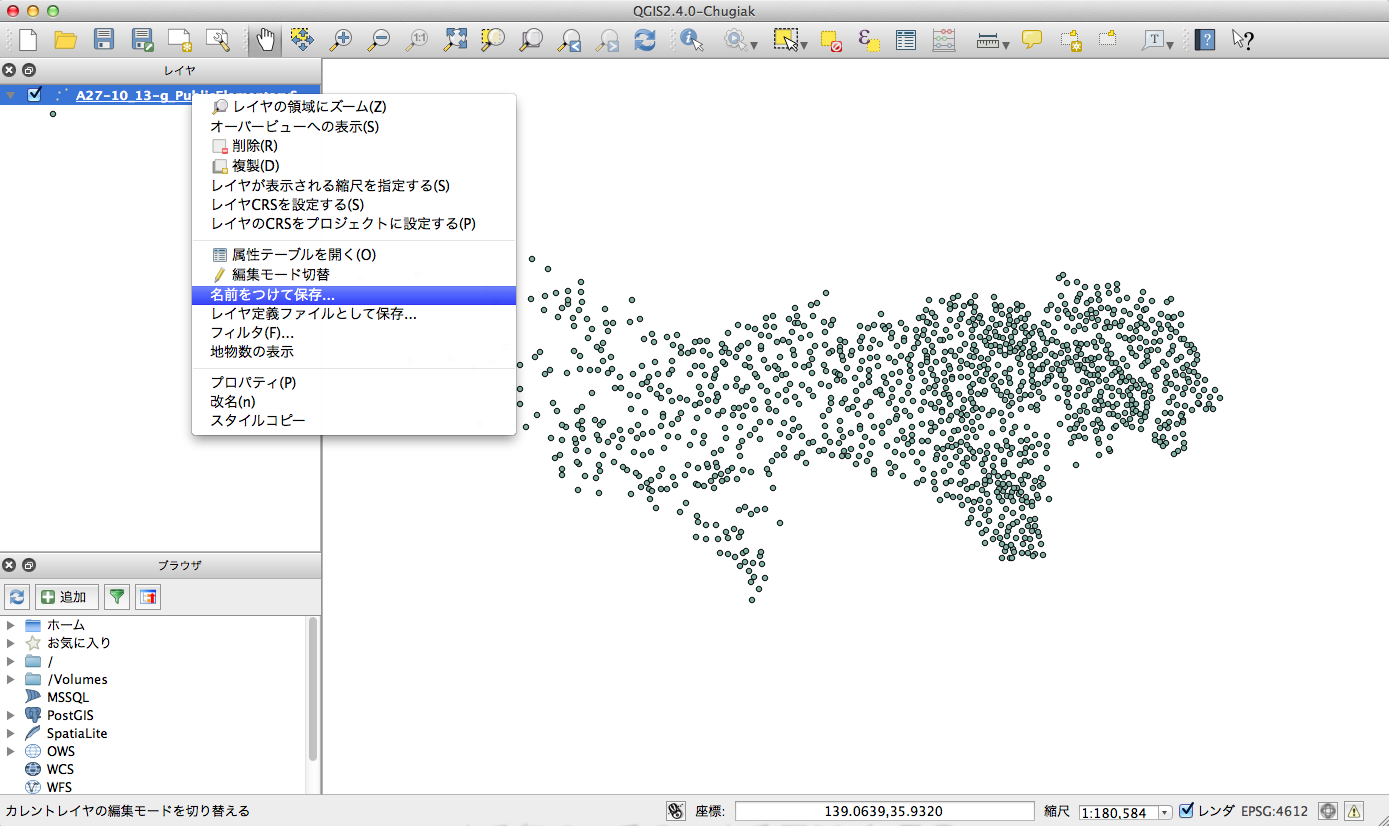 QGIS2.4.0-Chugiak
1:1
ε
T
?
?
レイヤ
A27-10_13-g_PublicElementaryS
レイヤの領域にズーム(Z)
オーバービューへの表示(S)
削除(R)
複製(D)
レイヤが表示される縮尺を指定する(S)
レイヤCRSを設定する(S)
レイヤのCRSをプロジェクトに設定する(P)
属性テーブルを開く(O)
編集モード切替
名前をつけて保存...
レイヤ定義ファイルとして保存...
フィルタ(F)...
地物数の表示
プロパティ(P)
改名(n)
スタイルコピー
ブラウザ
追加
ホーム
お気に入り
/
/Volumes
MSSQL
PostGIS
SpatiaLite
OWS
WCS
WFS
カレントレイヤの編集モードを切り替える
座標:
139.0639,35.9320
縮尺
1:180,584
レンダ
EPSG:4612